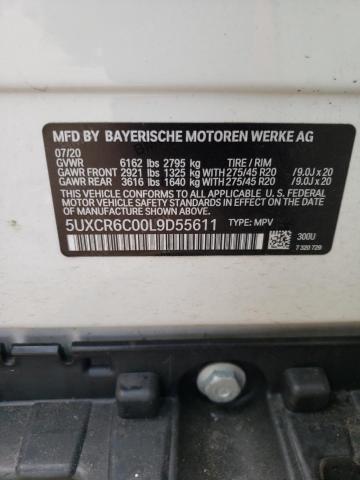 MFD BY BAYERISCHE MOTOREN WERKE AG
07/20
GVWR 6162 lbs 2795 kg TIRE / RIM
GAWR FRONT 2921 lbs 1325 kg WITH 275/45 R20 / 9.0J x 20
GAWR REAR 3616 lbs 1640 kg WITH 275/45 R20 / 9.0J x 20
THIS VEHICLE CONFORMS TO ALL APPLICABLE U. S. FEDERAL MOTOR
VEHICLE SAFETY AND THEFT PREVENTION STANDARDS IN EFFECT ON THE DATE OF MANUFACTURE SHOWN ABOVE.
5UXCR6C00L9D55611 TYPE: MPV
300U
7 320 729